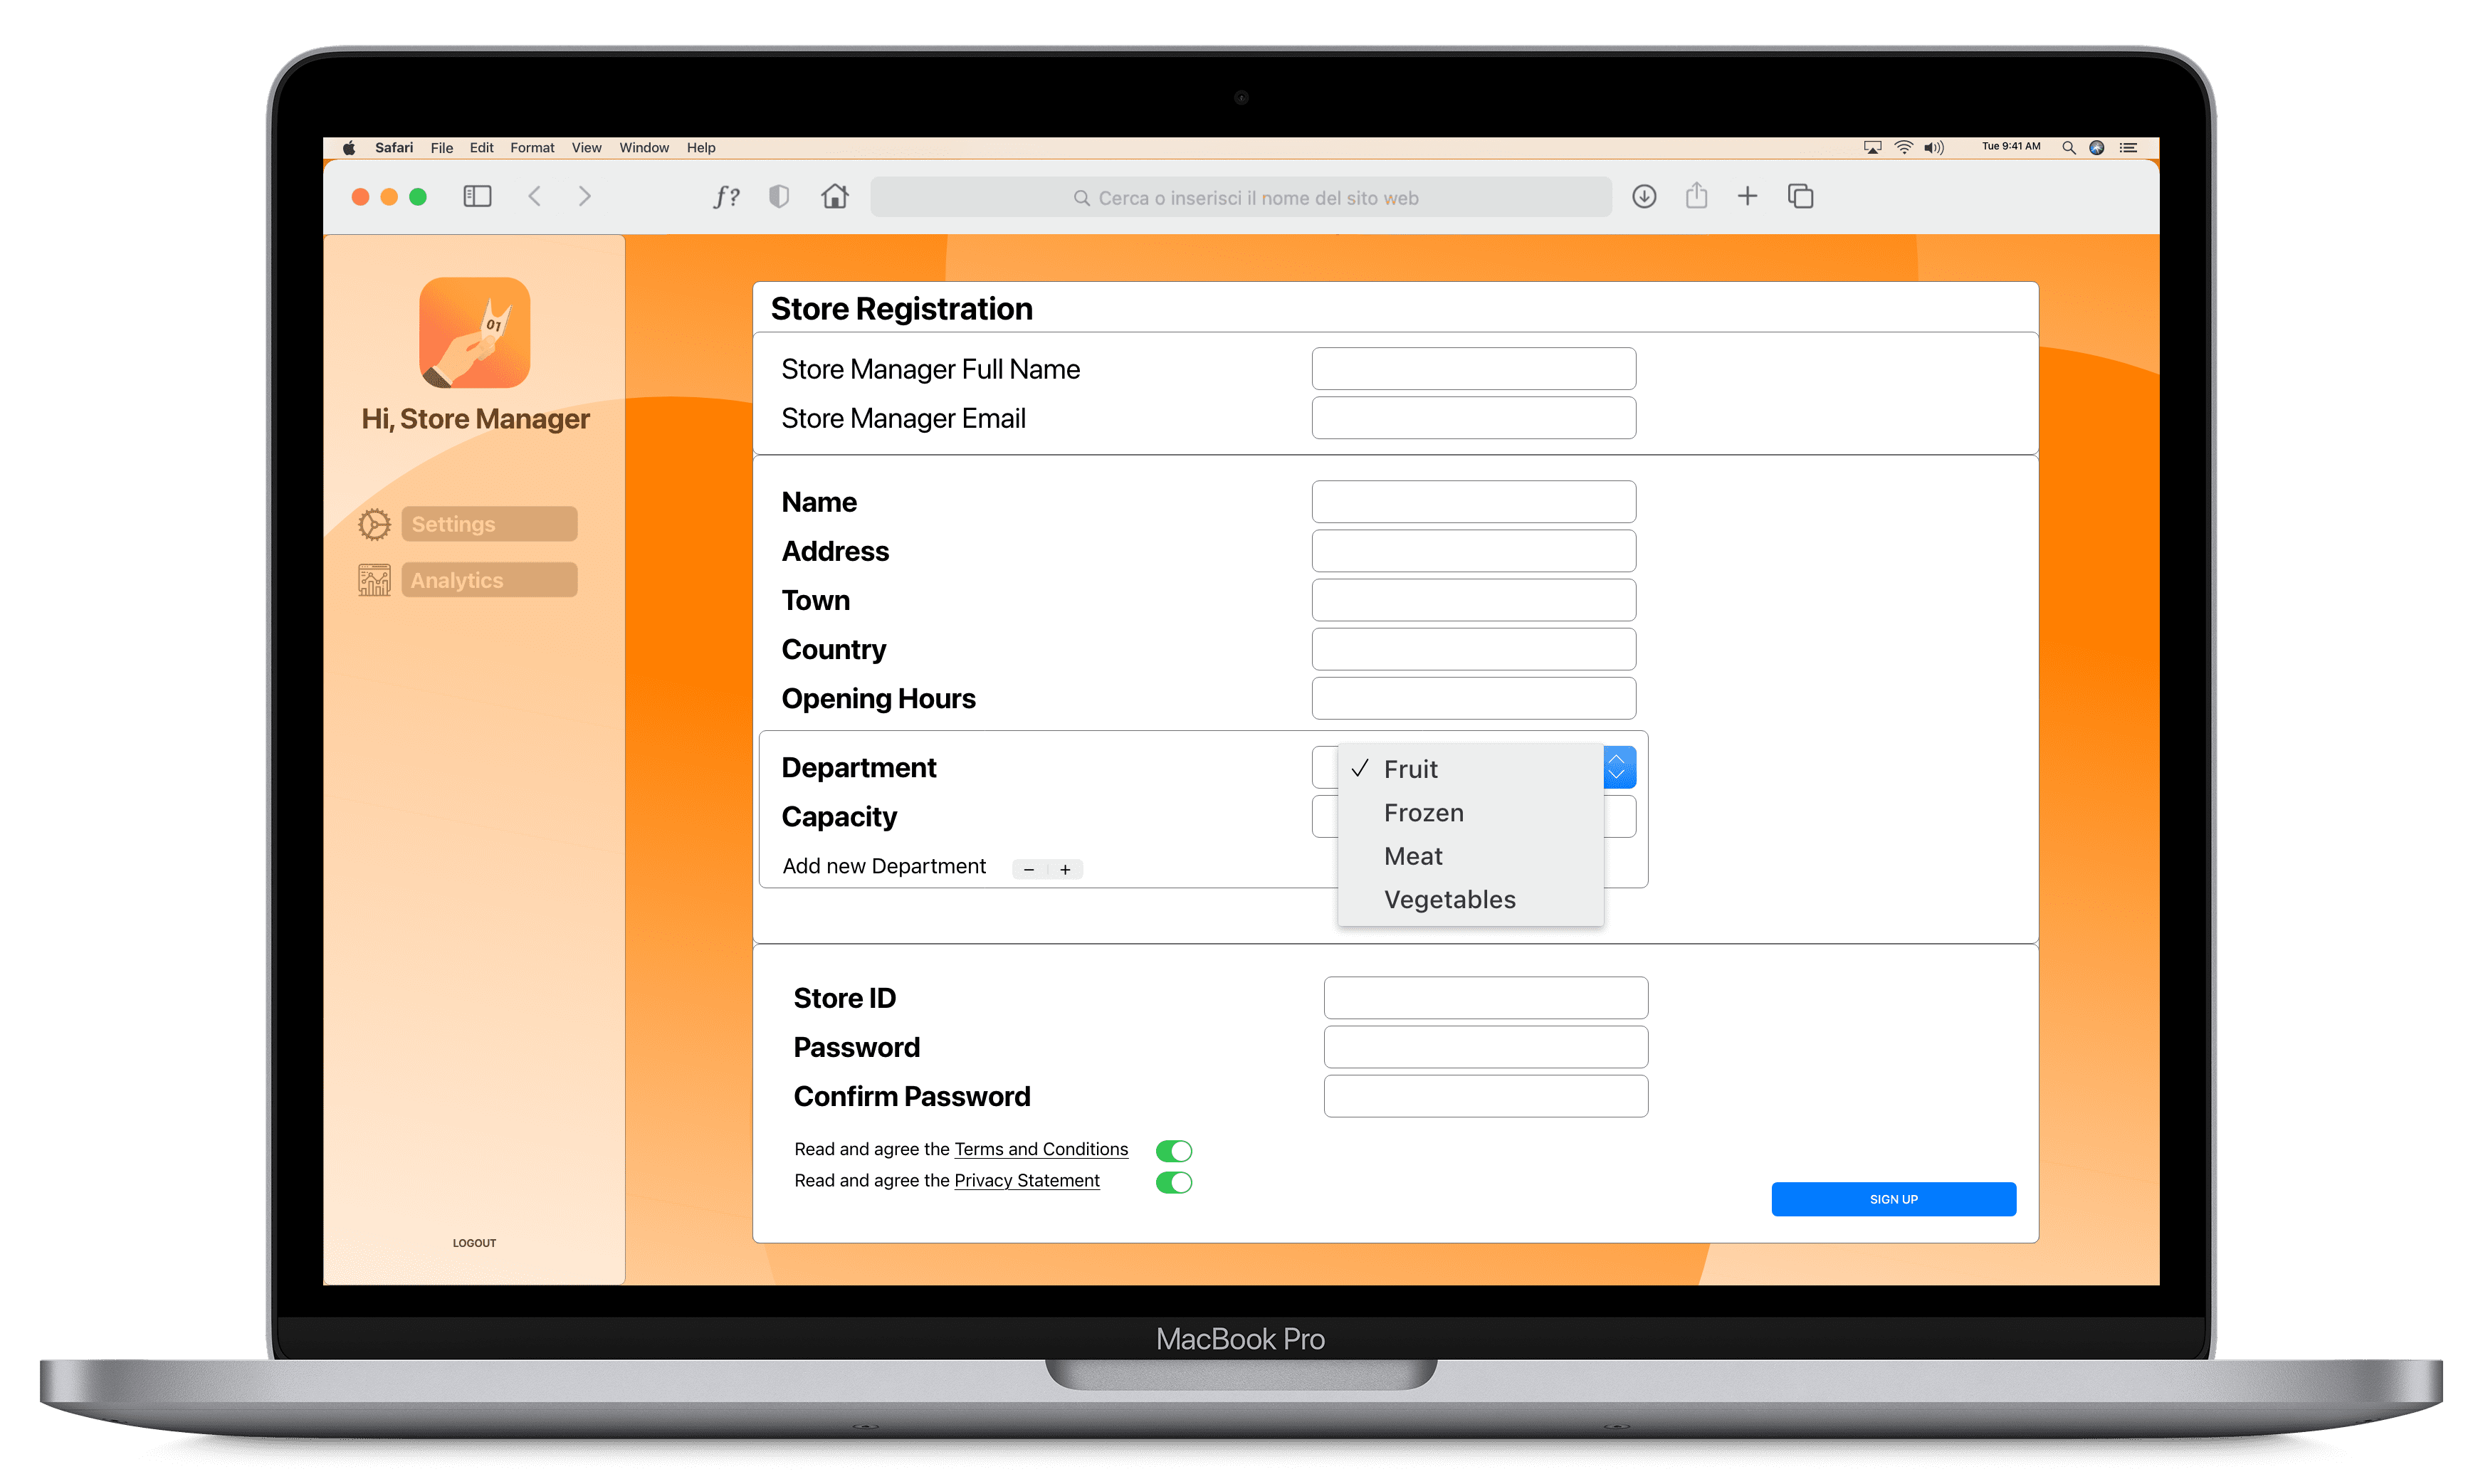 Safari File Edit Format View Window Help
Tue 9:41 AM
f?
Cerca o inserisci il nome del sito web
01
Hi, Store Manager
Settings
Analytics
LOGOUT
Store Registration
Store Manager Full Name
Store Manager Email
Name
Address
Town
Country
Opening Hours
Department
Fruit
Frozen
Meat
Vegetables
Capacity
Add new Department - +
Store ID
Password
Confirm Password
Read and agree the Terms and Conditions
Read and agree the Privacy Statement
SIGN UP
MacBook Pro